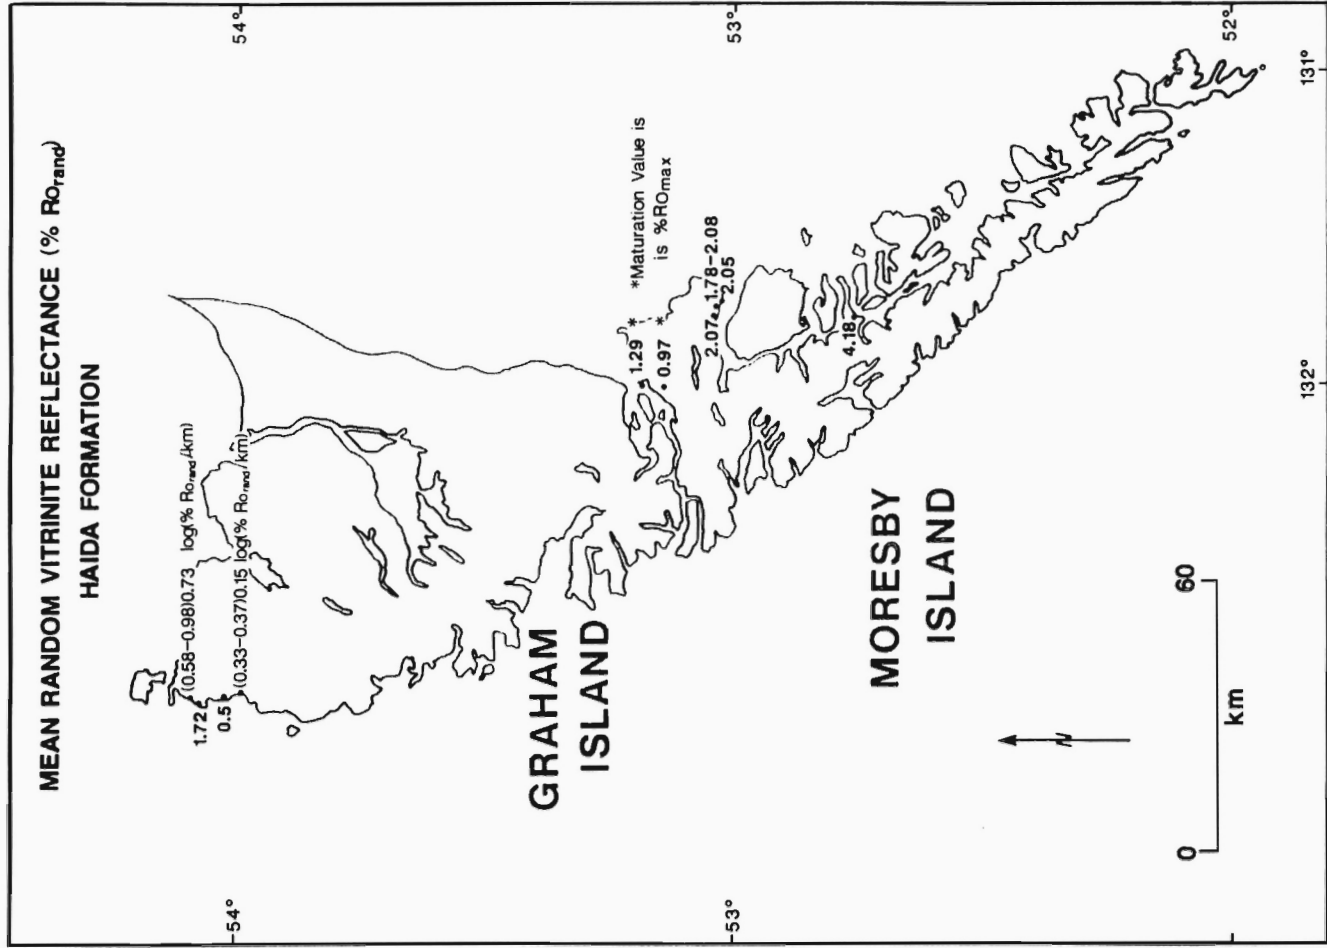 MEAN RANDOM VITRINITE REFLECTANCE (% Ro rand)
HAIDA FORMATION
54°
54°
(0.58-0.98)0.73 log(% Ro rand/km)
1.72
0.5
(0.33-0.37)0.15 log(% Ro rand/km)
GRAHAM
ISLAND
*Maturation Value is
is %ROmax
1.29 *
0.97 *
53°
53°
2.07
1.78-2.08
2.05
4.18
MORESBY
ISLAND
0
60
km
52°
132°
131°